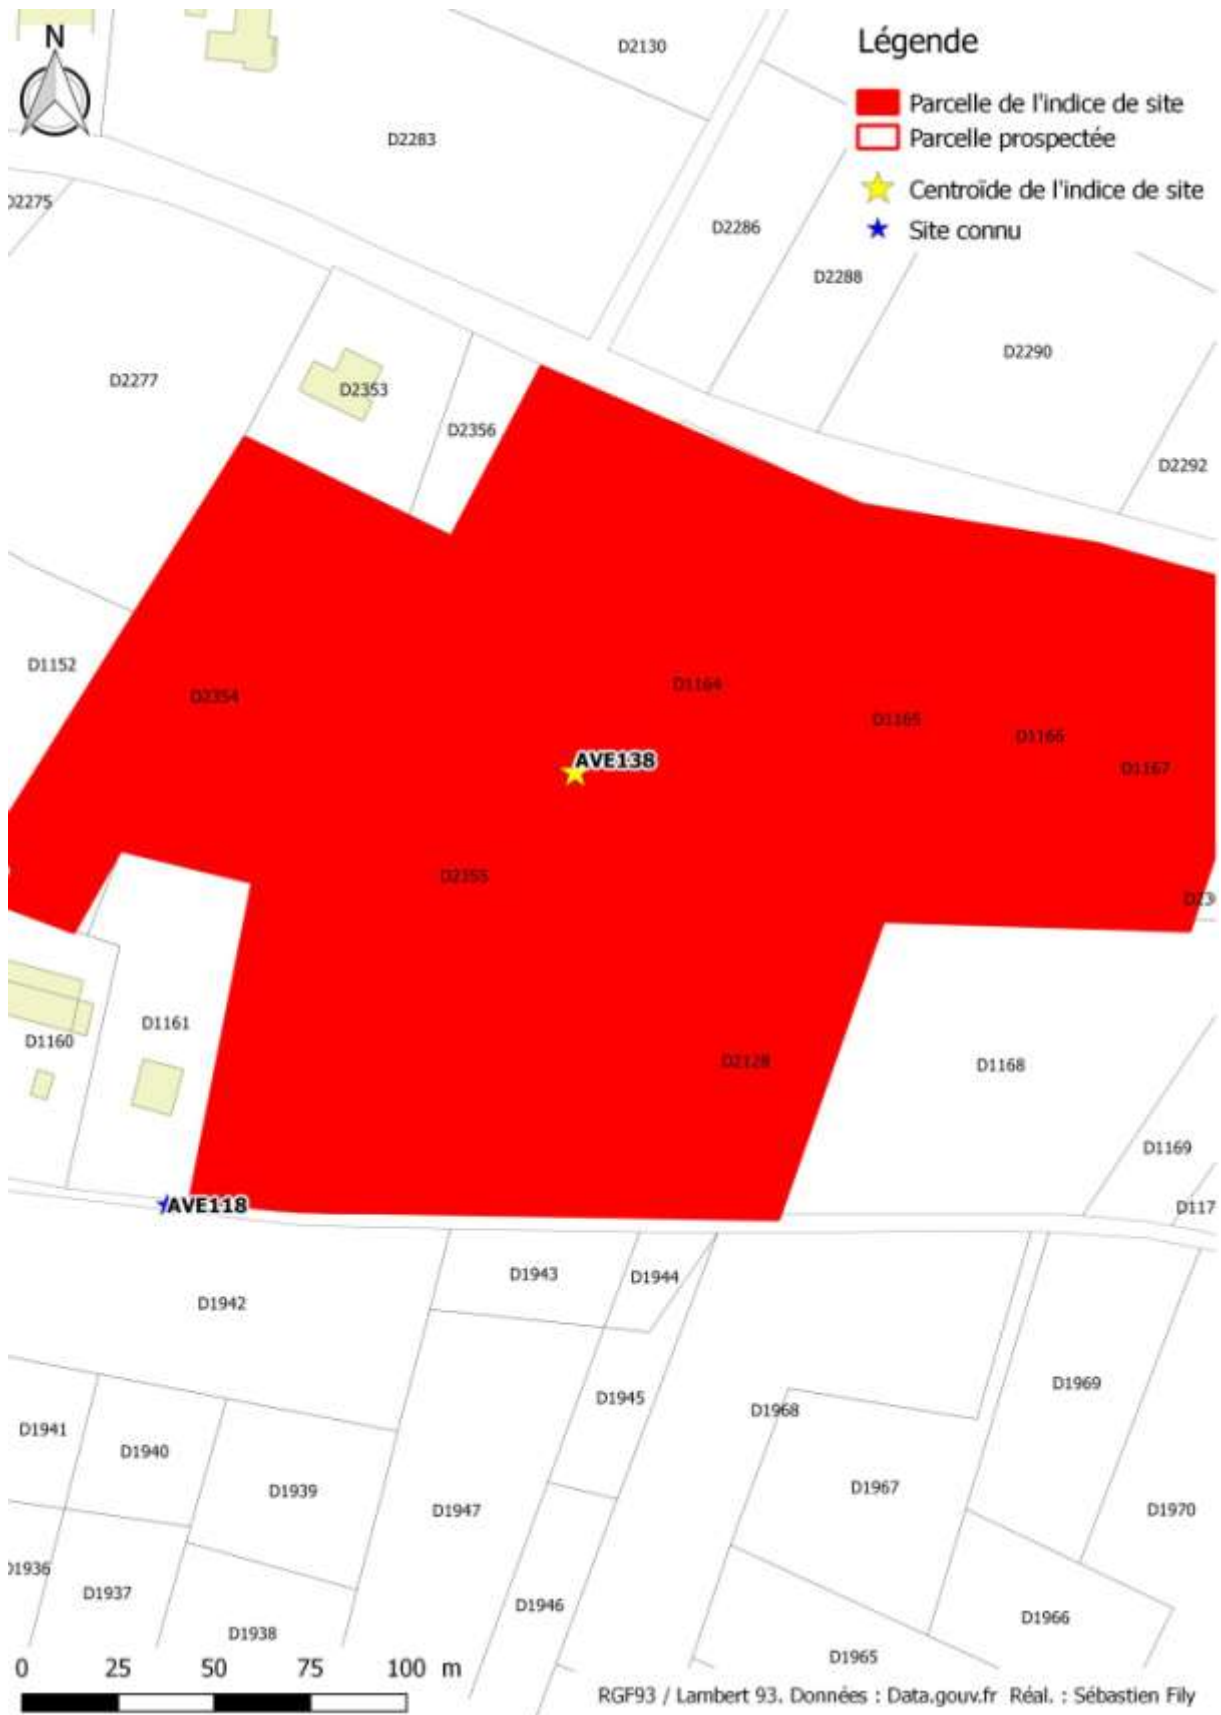 N
Légende
Parcelle de l'indice de site
Parcelle prospectée
Centroïde de l'indice de site
Site connu
D2130
D2283
D2275
D2286
D2288
D2290
D2277
D2353
D2356
D2292
D1152
D2354
D1164
D1165
D1166
D1167
AVE138
D2355
D1161
D1160
D2128
D1168
D1169
D117
AVE118
D1943
D1944
D1942
D1969
D1945
D1968
D1941
D1940
D1939
D1967
D1947
D1970
D1936
D1937
D1946
D1966
D1938
D1965
0 25 50 75 100 m
RGF93 / Lambert 93. Données : Data.gouv.fr Réal. : Sébastien Fily